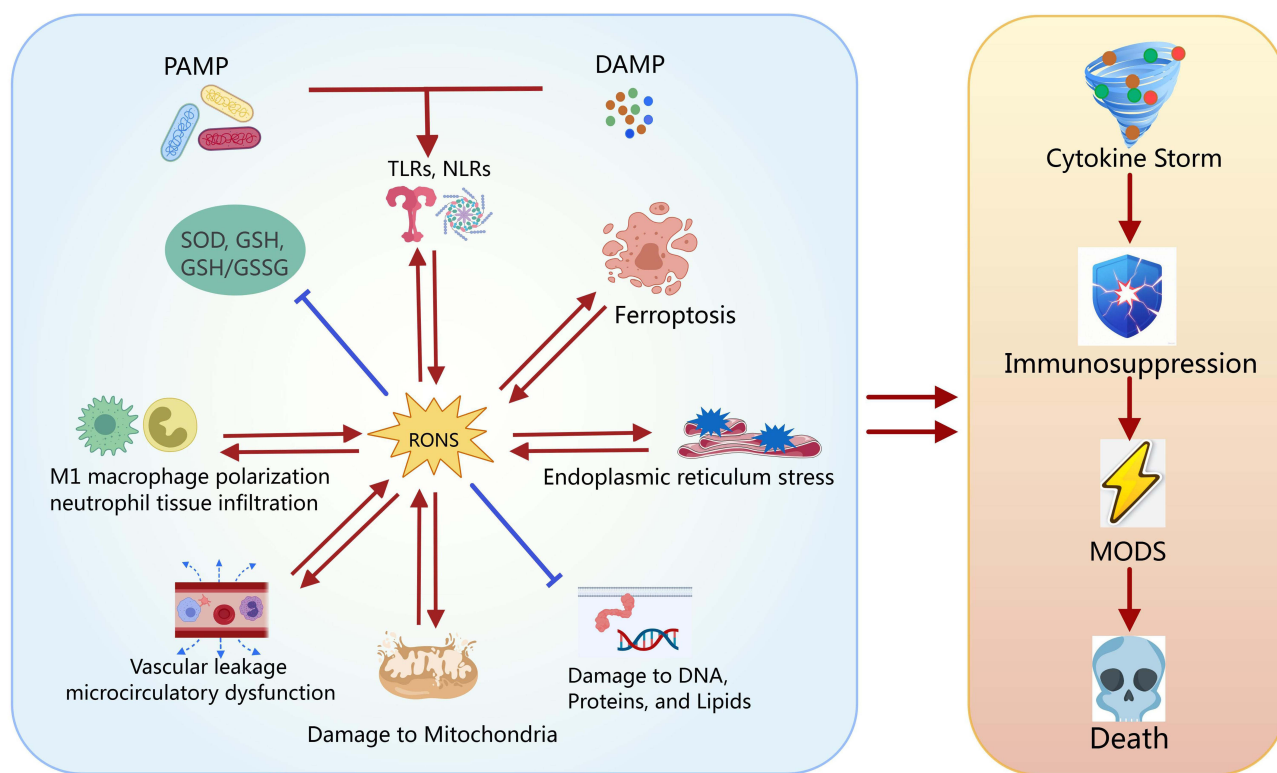 PAMP
DAMP
TLRs, NLRs
SOD, GSH,
GSH/GSSG
Ferroptosis
RONS
M1 macrophage polarization
neutrophil tissue infiltration
Endoplasmic reticulum stress
Vascular leakage
microcirculatory dysfunction
Damage to DNA,
Proteins, and Lipids
Damage to Mitochondria
Cytokine Storm
Immunosuppression
MODS
Death